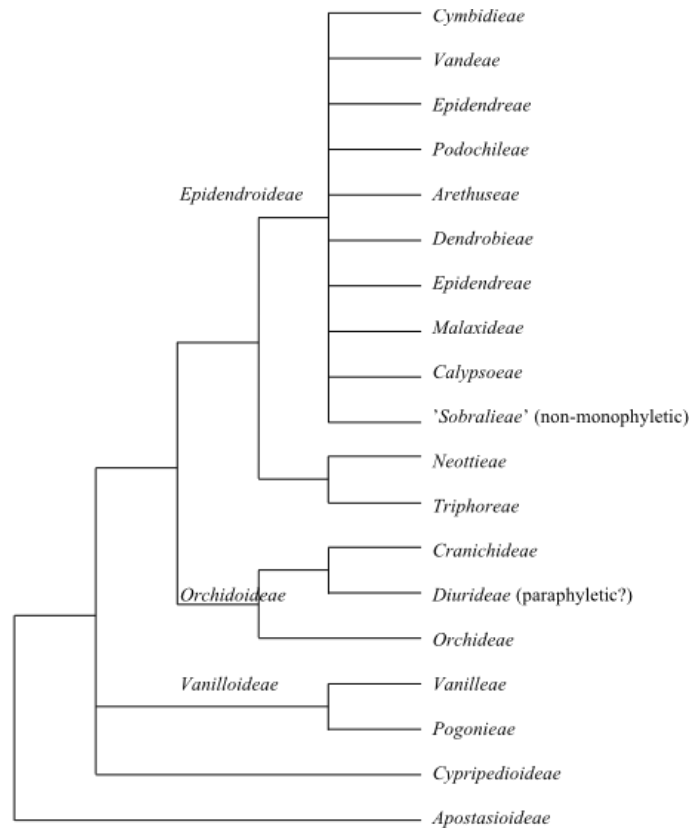 Cymbidieae
Vandeae
Epidendreae
Podochileae
Epidendroideae
Arethuseae
Dendrobieae
Epidendreae
Malaxideae
Calypsoeae
’Sobralieae’ (non-monophyletic)
Neottieae
Triphoreae
Cranichideae
Orchidoideae
Diurideae (paraphyletic?)
Orchideae
Vanilloideae
Vanilleae
Pogonieae
Cypripedioideae
Apostasioideae